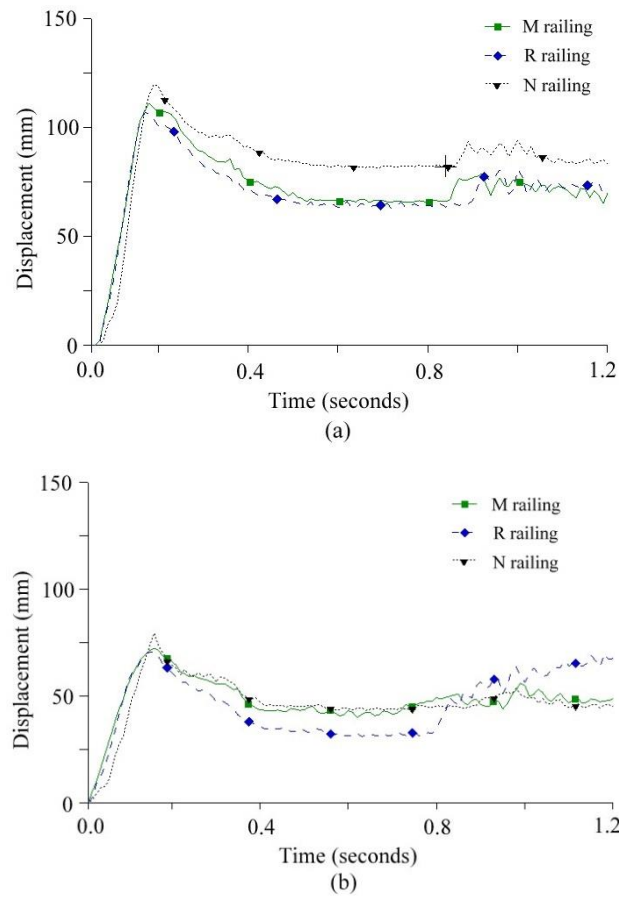 150
M railing
R railing
N railing
100
Displacement (mm)
50
0
0.0
0.4
0.8
1.2
Time (seconds)
(a)
150
M railing
R railing
N railing
100
Displacement (mm)
50
0
0.0
0.4
0.8
1.2
Time (seconds)
(b)